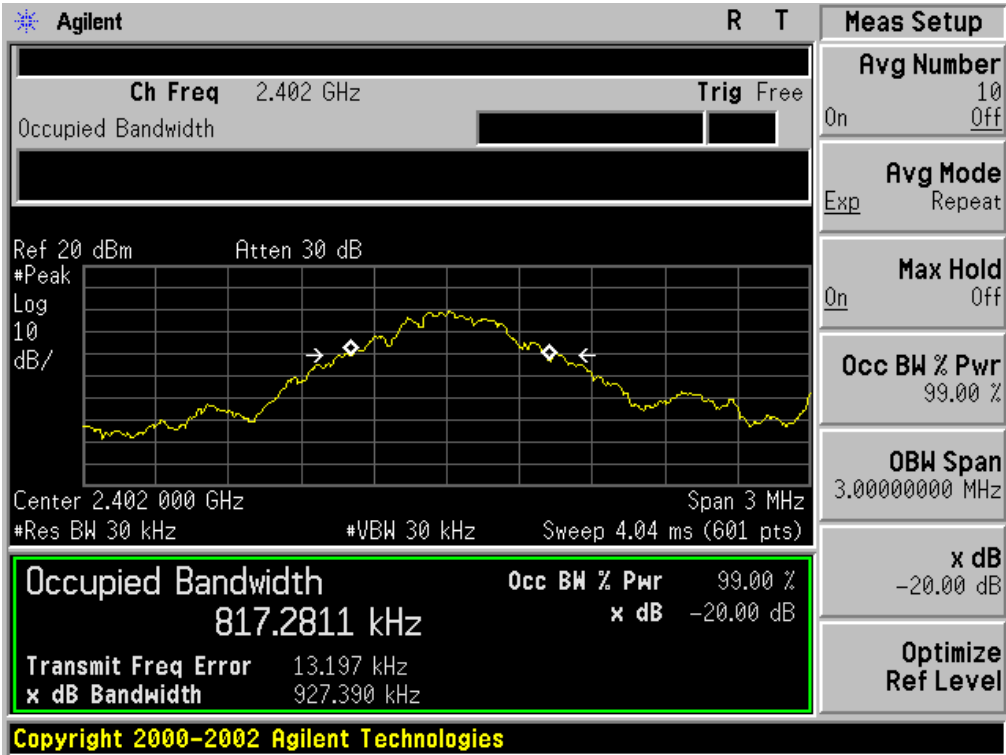 Agilent R T
Ch Freq 2.402 GHz Trig Free
Occupied Bandwidth
Ref 20 dBm Atten 30 dB
#Peak
Log
10
dB/
Center 2.402 000 GHz Span 3 MHz
#Res BW 30 kHz #VBW 30 kHz Sweep 4.04 ms (601 pts)
Occupied Bandwidth Occ BW % Pwr 99.00 %
817.2811 kHz x dB -20.00 dB
Transmit Freq Error 13.197 kHz
x dB Bandwidth 927.390 kHz
Copyright 2000-2002 Agilent Technologies
Meas Setup
Avg Number
10
On Off
Avg Mode
Exp Repeat
Max Hold
On Off
Occ BW % Pwr
99.00 %
OBW Span
3.00000000 MHz
x dB
-20.00 dB
Optimize
Ref Level